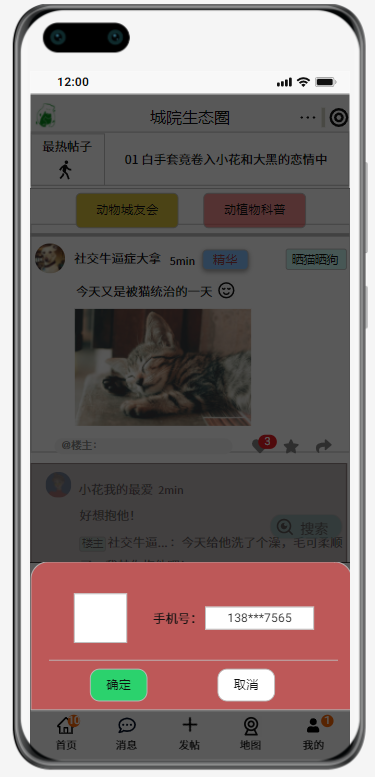 12:00
城院生态圈
最热帖子
01 白手套竟卷入小花和大黑的恋情中
动物城友会
动植物科普
社交牛逼症大拿 5min 精华 晒猫晒狗
今天又是被猫统治的一天
@楼主:
3
小花我的最爱 2min
好想抱他!
搜索
楼主 社交牛逼...：今天给他洗了个澡，毛可柔顺
手机号： 138***7565
确定
取消
10
1
首页
消息
发帖
地图
我的